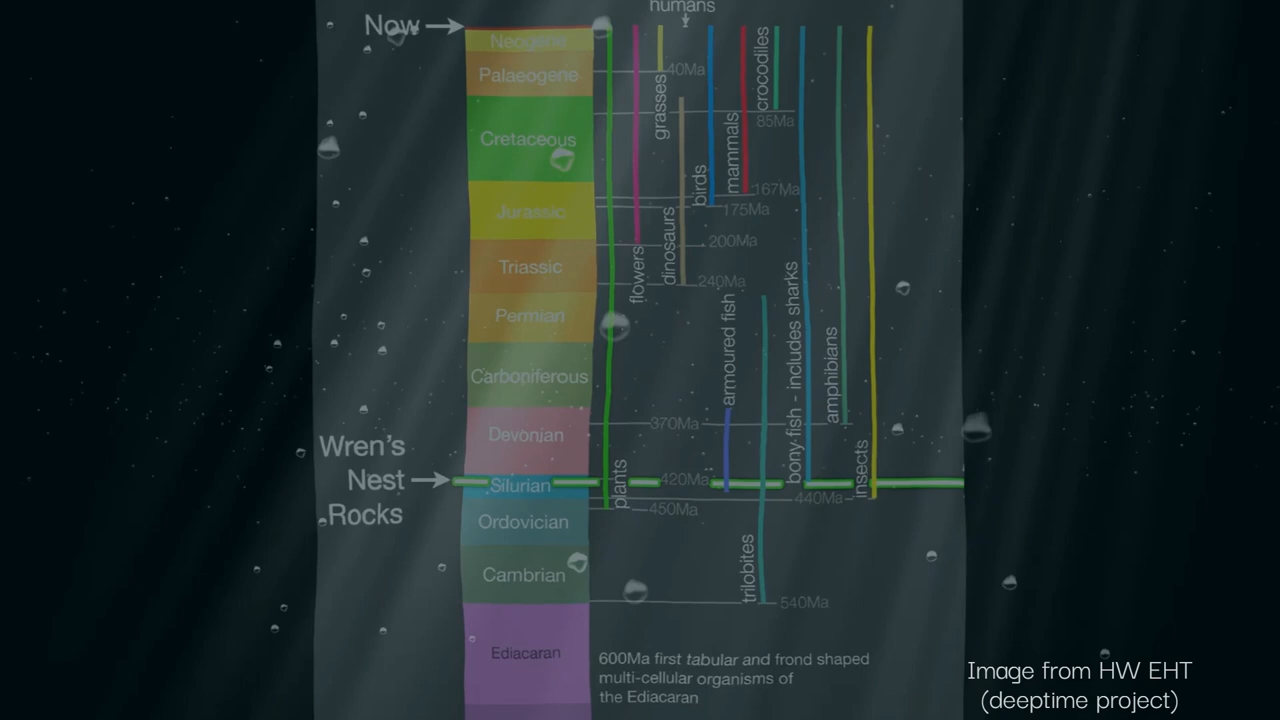 humans
Now
Neogene
Palaeogene
40Ma
grasses
crocodiles
85Ma
Cretaceous
mammals
birds
167Ma
175Ma
Jurassic
200Ma
dinosaurs
flowers
Triassic
240Ma
Permian
armoured fish
bony fish - includes sharks
amphibians
Carboniferous
370Ma
Devonian
Wren's
Nest
Rocks
plants
420Ma
Silurian
insects
440Ma
450Ma
Ordovician
trilobites
Cambrian
540Ma
Ediacaran
600Ma first tabular and frond shaped
multi-cellular organisms of
the Ediacaran
Image from HW EHT
(deeptime project)